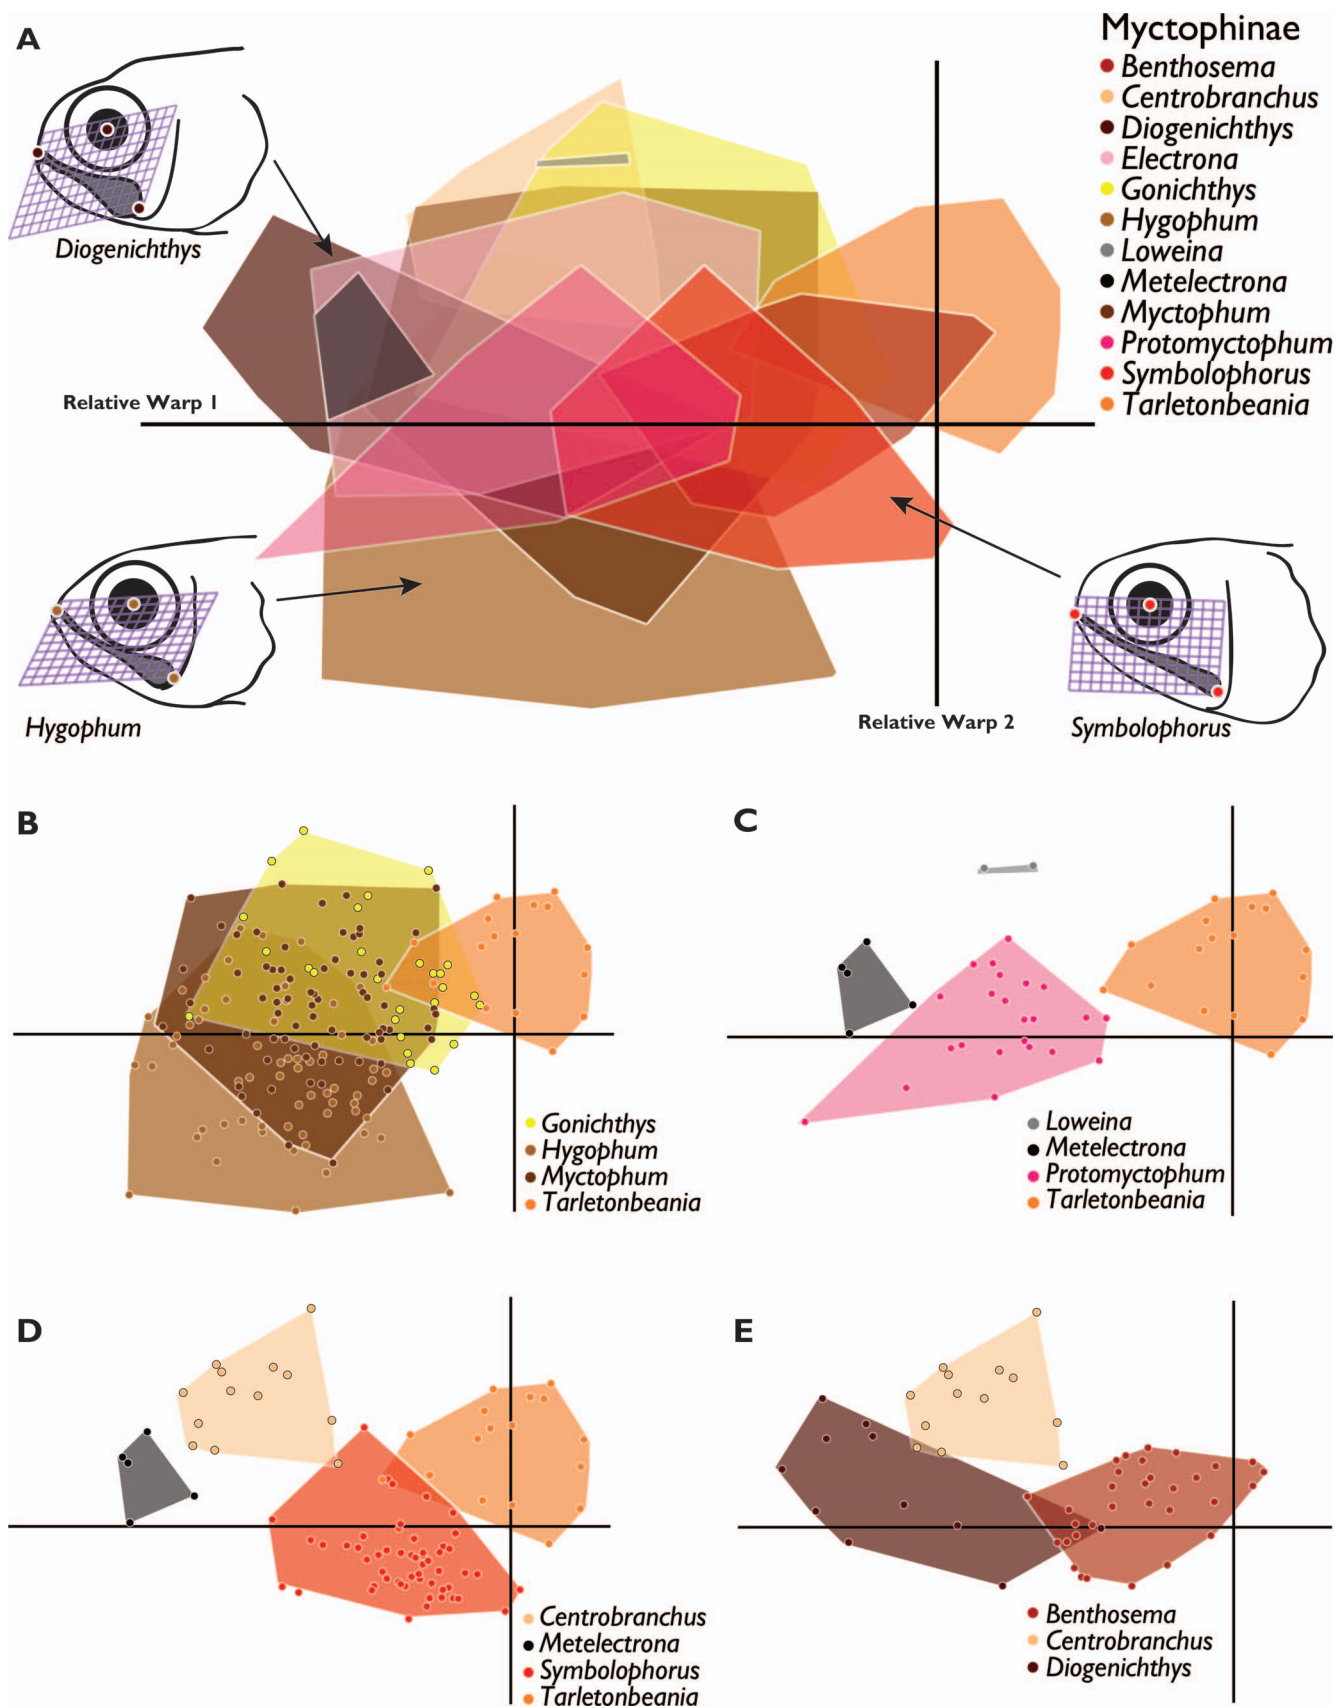 A
Myctophinae
Benthosema
Centrobranchus
Diogenichthys
Electrona
Gonichthys
Hygophum
Loweina
Metelectrona
Myctophum
Protomyctophum
Symbolophorus
Tarletonbeania
Diogenichthys
Relative Warp 1
Hygophum
Relative Warp 2
Symbolophorus
B
Gonichthys
Hygophum
Myctophum
Tarletonbeania
C
Loweina
Metelectrona
Protomyctophum
Tarletonbeania
D
Centrobranchus
Metelectrona
Symbolophorus
Tarletonbeania
E
Benthosema
Centrobranchus
Diogenichthys